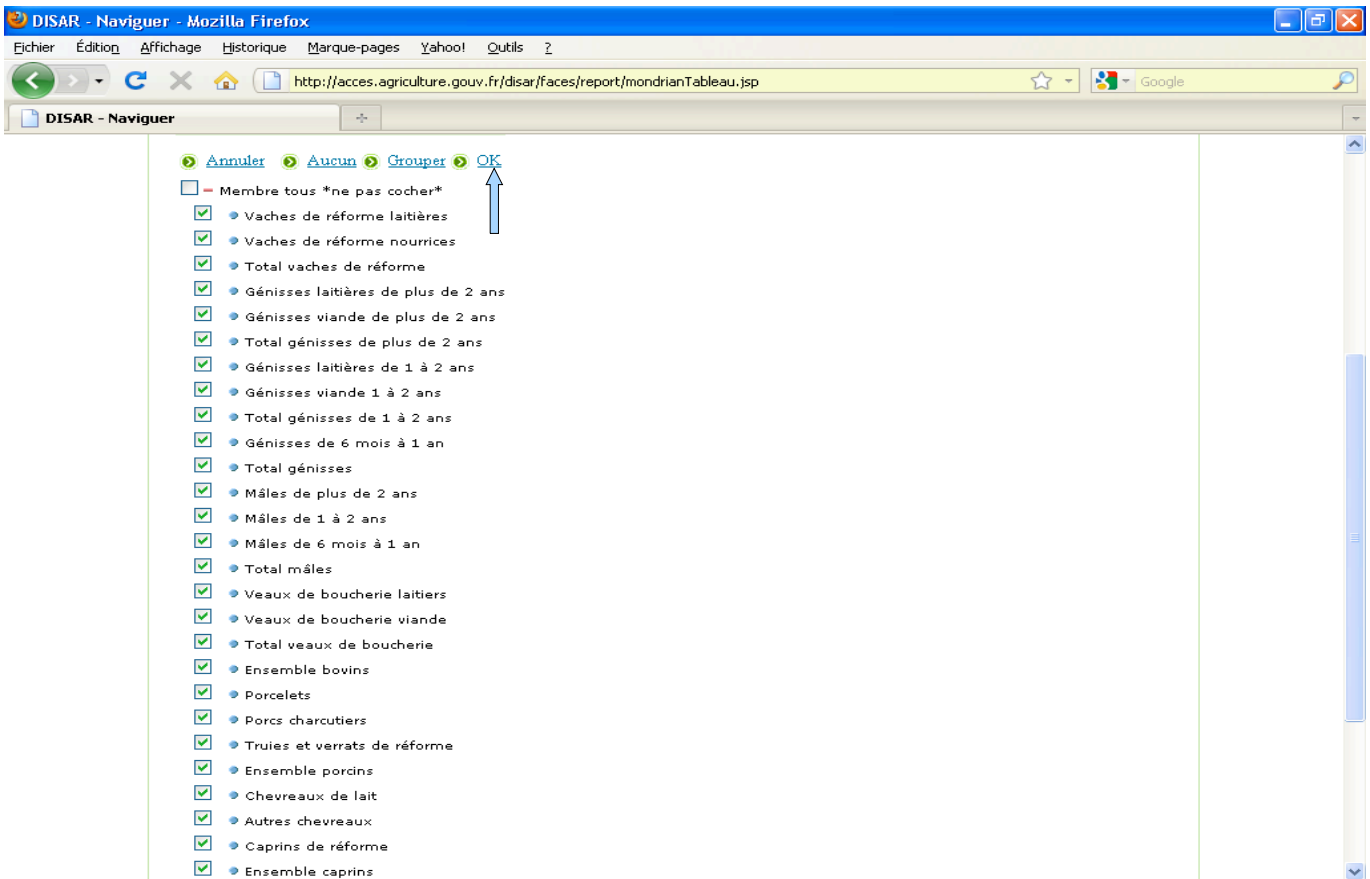 DISAR - Naviguer - Mozilla Firefox
Fichier Édition Affichage Historique Marque-pages Yahoo! Outils ?
http://acces.agriculture.gouv.fr/disar/faces/report/mondrianTableau.jsp Google
DISAR - Naviguer
Annuler Aucun Grouper OK
Membre tous *ne pas cocher*
Vaches de réforme laitières
Vaches de réforme nourrices
Total vaches de réforme
Génisses laitières de plus de 2 ans
Génisses viande de plus de 2 ans
Total génisses de plus de 2 ans
Génisses laitières de 1 à 2 ans
Génisses viande 1 à 2 ans
Total génisses de 1 à 2 ans
Génisses de 6 mois à 1 an
Total génisses
Mâles de plus de 2 ans
Mâles de 1 à 2 ans
Mâles de 6 mois à 1 an
Total mâles
Veaux de boucherie laitiers
Veaux de boucherie viande
Total veaux de boucherie
Ensemble bovins
Porcelets
Porcs charcutiers
Truies et verrats de réforme
Ensemble porcins
Chevreaux de lait
Autres chevreaux
Caprins de réforme
Ensemble caprins